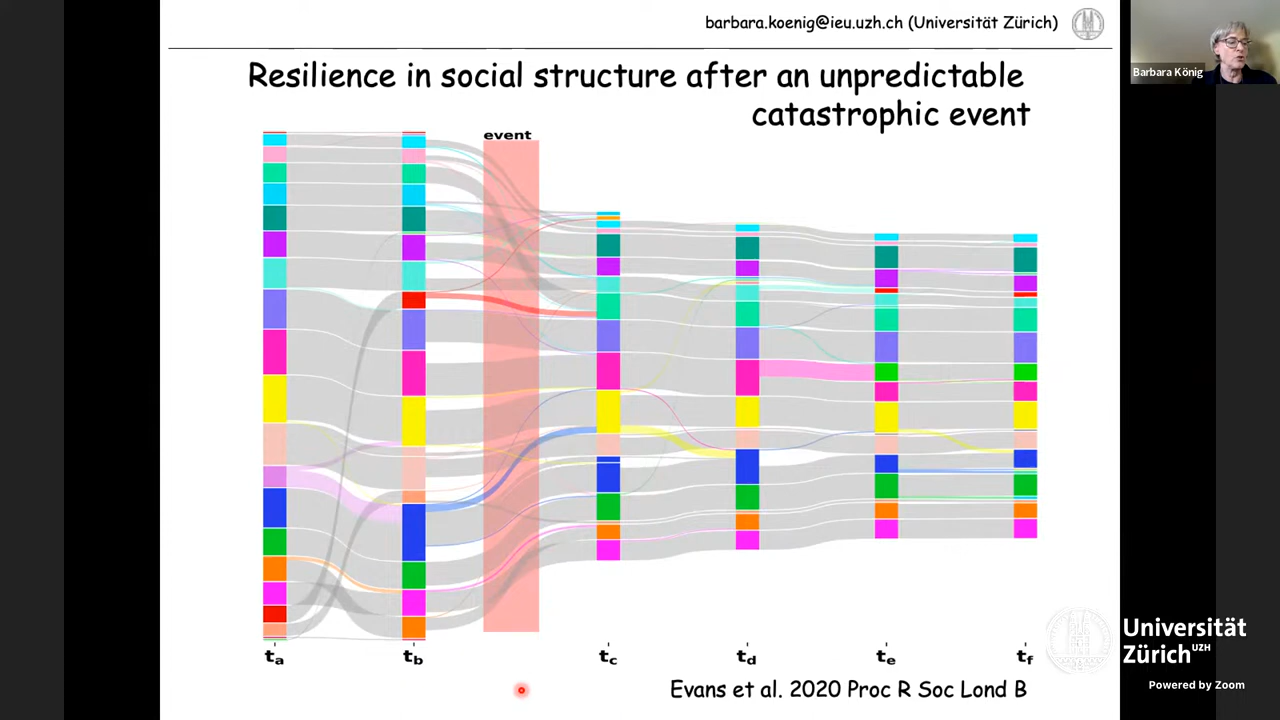 barbara.koenig@ieu.uzh.ch (Universität Zürich)
Barbara König
Resilience in social structure after an unpredictable
catastrophic event
event
ta
tb
tc
td
te
tf
Evans et al. 2020 Proc R Soc Lond B
Universität
Zürich UZH
Powered by Zoom